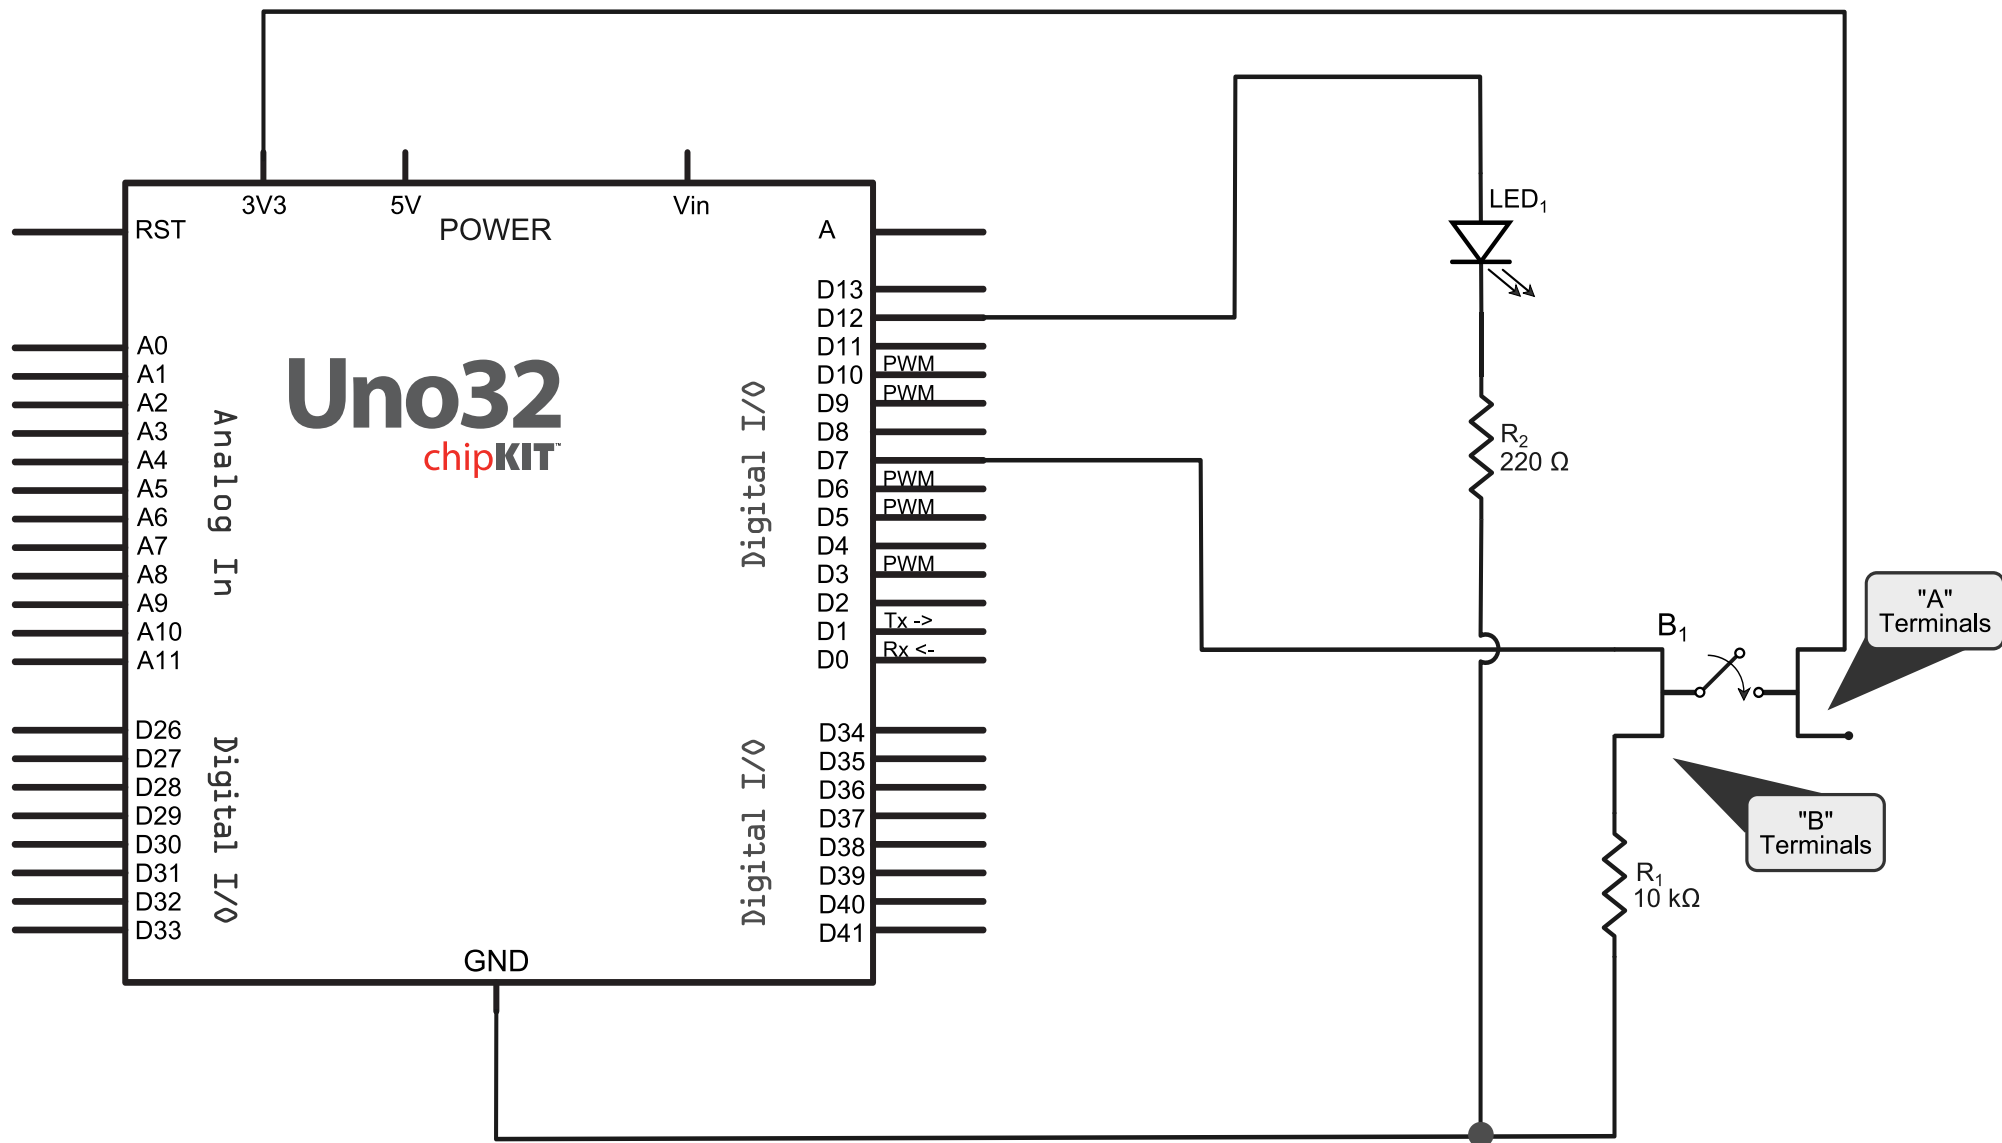 3V3
5V
Vin
RST
POWER
A
LED1
D13
D12
D11
A0
A1
A2
A3
A4
A5
A6
A7
A8
A9
A10
A11
Analog In
Uno32
chipKIT™
Digital I/O
D10
PWM
D9
PWM
D8
D7
D6
PWM
D5
PWM
D4
D3
PWM
D2
D1
Tx ->
D0
Rx <-
R2
220 Ω
B1
"A"
Terminals
D26
D27
D28
D29
D30
D31
D32
D33
Digital I/O
Digital I/O
D34
D35
D36
D37
D38
D39
D40
D41
"B"
Terminals
R1
10 kΩ
GND